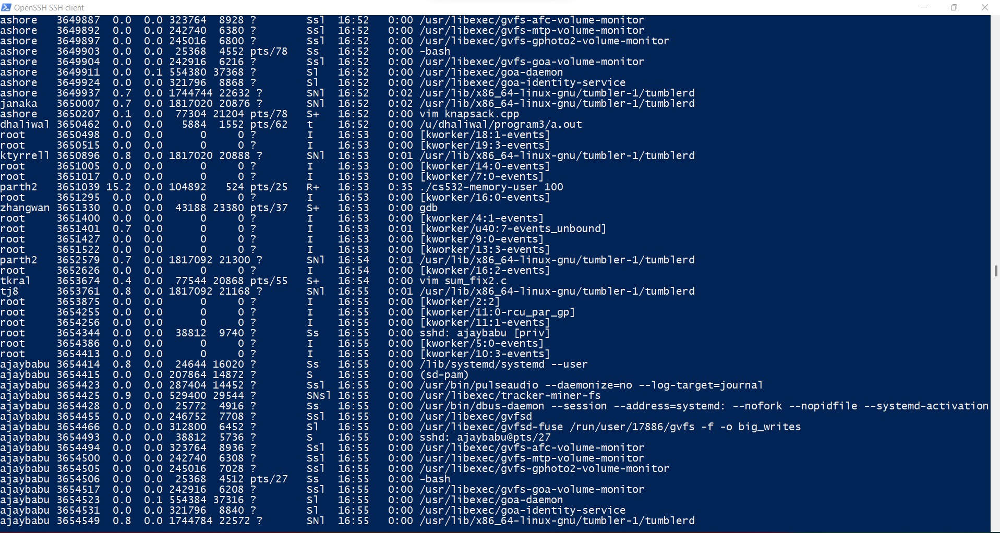 OpenSSH SSH client
ashore   3649887  0.0  0.0 323764  8928 ?        Ssl  16:52   0:00 /usr/libexec/gvfs-afc-volume-monitor
ashore   3649892  0.0  0.0 242740  6380 ?        Ssl  16:52   0:00 /usr/libexec/gvfs-mtp-volume-monitor
ashore   3649897  0.0  0.0 245016  6800 ?        Ssl  16:52   0:00 /usr/libexec/gvfs-gphoto2-volume-monitor
ashore   3649903  0.0  0.0  25368  4552 pts/78   Ss   16:52   0:00 -bash
ashore   3649904  0.0  0.0 242916  6216 ?        Ssl  16:52   0:00 /usr/libexec/gvfs-goa-volume-monitor
ashore   3649911  0.0  0.1 554380 37368 ?        Sl   16:52   0:00 /usr/libexec/goa-daemon
ashore   3649924  0.0  0.0 321796  8868 ?        Sl   16:52   0:00 /usr/libexec/goa-identity-service
ashore   3649937  0.7  0.0 1744744 22632 ?       SNl  16:52   0:02 /usr/lib/x86_64-linux-gnu/tumbler-1/tumblerd
janaka   3650007  0.7  0.0 1817020 20876 ?       SNl  16:52   0:02 /usr/lib/x86_64-linux-gnu/tumbler-1/tumblerd
ashore   3650207  0.1  0.0  77304 21204 pts/78   S+   16:52   0:00 vim knapsack.cpp
dhaliwal 3650462  0.0  0.0   5884  1552 pts/62   t    16:52   0:00 /u/dhaliwal/program3/a.out
root     3650498  0.0  0.0      0     0 ?        I    16:53   0:00 [kworker/18:1-events]
root     3650515  0.0  0.0      0     0 ?        I    16:53   0:00 [kworker/19:3-events]
ktyrrell 3650896  0.8  0.0 1817020 20888 ?       SNl  16:53   0:01 /usr/lib/x86_64-linux-gnu/tumbler-1/tumblerd
root     3651005  0.0  0.0      0     0 ?        I    16:53   0:00 [kworker/14:0-events]
root     3651017  0.0  0.0      0     0 ?        I    16:53   0:00 [kworker/7:0-events]
parth2   3651039 15.2  0.0 104892   524 pts/25   R+   16:53   0:35 ./cs532-memory-user 100
root     3651295  0.0  0.0      0     0 ?        I    16:53   0:00 [kworker/16:0-events]
zhangwan 3651330  0.0  0.0  43188 23380 pts/37   S+   16:53   0:00 gdb
root     3651400  0.0  0.0      0     0 ?        I    16:53   0:00 [kworker/4:1-events]
root     3651401  0.7  0.0      0     0 ?        I    16:53   0:01 [kworker/u40:7-events_unbound]
root     3651427  0.0  0.0      0     0 ?        I    16:53   0:00 [kworker/9:0-events]
root     3651522  0.0  0.0      0     0 ?        I    16:53   0:00 [kworker/13:3-events]
parth2   3652579  0.7  0.0 1817092 21300 ?       SNl  16:54   0:01 /usr/lib/x86_64-linux-gnu/tumbler-1/tumblerd
root     3652626  0.0  0.0      0     0 ?        I    16:54   0:00 [kworker/16:2-events]
tkral    3653674  0.4  0.0  77544 20868 pts/55   S+   16:54   0:00 vim sum_fix2.c
tj8      3653761  0.8  0.0 1817092 21168 ?       SNl  16:55   0:01 /usr/lib/x86_64-linux-gnu/tumbler-1/tumblerd
root     3653875  0.0  0.0      0     0 ?        I    16:55   0:00 [kworker/2:2]
root     3654255  0.0  0.0      0     0 ?        I    16:55   0:00 [kworker/11:0-rcu_par_gp]
root     3654256  0.0  0.0      0     0 ?        I    16:55   0:00 [kworker/11:1-events]
root     3654344  0.0  0.0  38812  9740 ?        Ss   16:55   0:00 sshd: ajaybabu [priv]
root     3654386  0.0  0.0      0     0 ?        I    16:55   0:00 [kworker/5:0-events]
root     3654413  0.0  0.0      0     0 ?        I    16:55   0:00 [kworker/10:3-events]
ajaybabu 3654414  0.8  0.0  24644 16020 ?        Ss   16:55   0:00 /lib/systemd/systemd --user
ajaybabu 3654415  0.0  0.0 207864 14872 ?        S    16:55   0:00 (sd-pam)
ajaybabu 3654423  0.0  0.0 287404 14452 ?        Ssl  16:55   0:00 /usr/bin/pulseaudio --daemonize=no --log-target=journal
ajaybabu 3654425  0.9  0.0 529400 29544 ?        SNsl 16:55   0:00 /usr/libexec/tracker-miner-fs
ajaybabu 3654428  0.0  0.0  25772  4916 ?        Ss   16:55   0:00 /usr/bin/dbus-daemon --session --address=systemd: --nofork --nopidfile --systemd-activation
ajaybabu 3654455  0.0  0.0 246752  7708 ?        Ssl  16:55   0:00 /usr/libexec/gvfsd
ajaybabu 3654466  0.0  0.0 312800  6452 ?        Sl   16:55   0:00 /usr/libexec/gvfsd-fuse /run/user/17886/gvfs -f -o big_writes
ajaybabu 3654493  0.0  0.0  38812  5736 ?        S    16:55   0:00 sshd: ajaybabu@pts/27
ajaybabu 3654494  0.0  0.0 323764  8936 ?        Ssl  16:55   0:00 /usr/libexec/gvfs-afc-volume-monitor
ajaybabu 3654500  0.0  0.0 242740  6308 ?        Ssl  16:55   0:00 /usr/libexec/gvfs-mtp-volume-monitor
ajaybabu 3654505  0.0  0.0 245016  7028 ?        Ssl  16:55   0:00 /usr/libexec/gvfs-gphoto2-volume-monitor
ajaybabu 3654506  0.0  0.0  25368  4512 pts/27   Ss   16:55   0:00 -bash
ajaybabu 3654517  0.0  0.0 242916  6208 ?        Ssl  16:55   0:00 /usr/libexec/gvfs-goa-volume-monitor
ajaybabu 3654523  0.0  0.1 554384 37316 ?        Sl   16:55   0:00 /usr/libexec/goa-daemon
ajaybabu 3654531  0.0  0.0 321796  8840 ?        Sl   16:55   0:00 /usr/libexec/goa-identity-service
ajaybabu 3654549  0.8  0.0 1744784 22572 ?       SNl  16:55   0:00 /usr/lib/x86_64-linux-gnu/tumbler-1/tumblerd